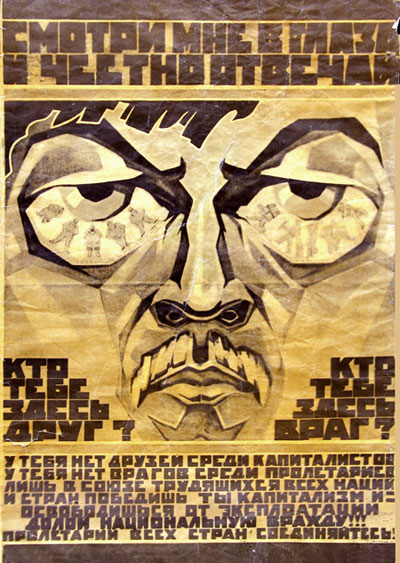 СМОТРИ МНЕ В ГЛАЗА
И ЧЕСТНО ОТВЕЧАЙ
КТО
ТЕБЕ
ЗДЕСЬ
ДРУГ?
КТО
ТЕБЕ
ЗДЕСЬ
ВРАГ?
У ТЕБЯ НЕТ ДРУЗЕЙ СРЕДИ КАПИТАЛИСТОВ
У ТЕБЯ НЕТ ВРАГОВ СРЕДИ ПРОЛЕТАРИЕВ
ЛИШЬ В СОЮЗЕ ТРУДЯЩИХСЯ ВСЕХ НАЦИЙ
И СТРАН ПОБЕДИШЬ ТЫ КАПИТАЛИЗМ И-
ОСВОБОДИШЬСЯ ОТ ЭКСПЛОАТАЦИИ
ДОЛОЙ НАЦИОНАЛЬНУЮ ВРАЖДУ!!!
ПРОЛЕТАРИИ ВСЕХ СТРАН СОЕДИНЯЙТЕСЬ!